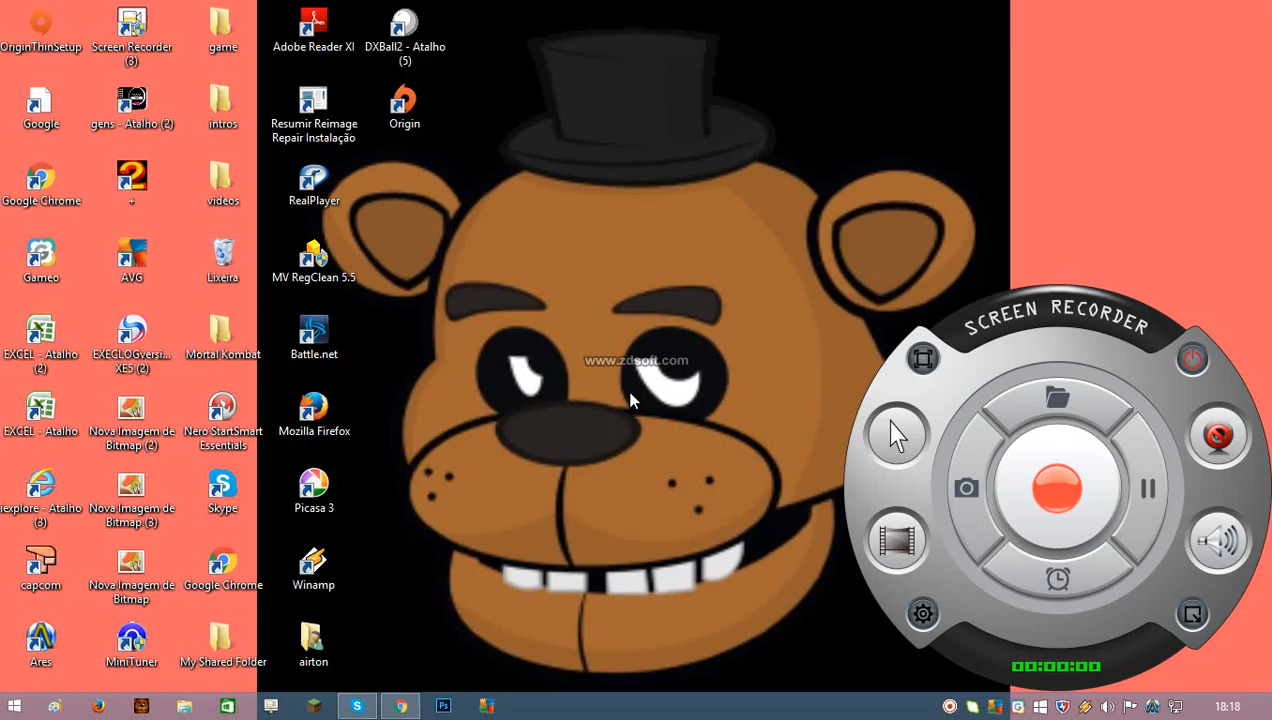 OriginThinSetup
Screen Recorder
(3)
game
Adobe Reader XI
DXBall2 - Atalho
(5)
Google
gens - Atalho (2)
intros
Resumir Reimage
Repair Instalação
Origin
Google Chrome
+
videos
RealPlayer
Gameo
AVG
Lixeira
MV RegClean 5.5
EXCEL - Atalho
(2)
EXECLOGversi...
XE5 (2)
Mortal Kombat
Battle.net
EXCEL - Atalho
Nova Imagem de
Bitmap (2)
Nero StartSmart
Essentials
Mozilla Firefox
iexplore - Atalho
(3)
Nova Imagem de
Bitmap (3)
Skype
Picasa 3
capcom
Nova Imagem de
Bitmap
Google Chrome
Winamp
Ares
MiniTuner
My Shared Folder
airton
www.zdsoft.com
SCREEN RECORDER
00:00:00
Ps
18:18